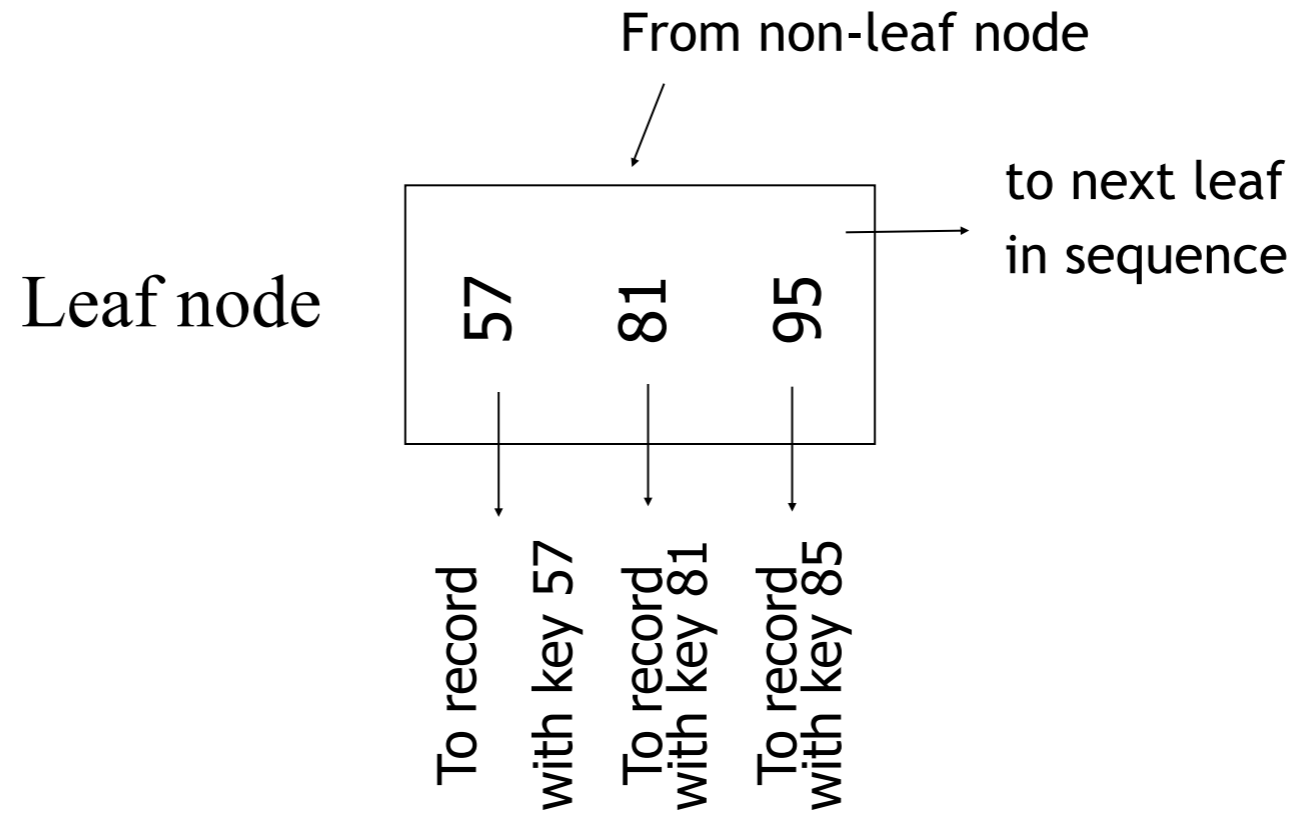 From non-leaf node
to next leaf
in sequence
Leaf node
57
81
95
To record
with key 57
To record
with key 81
To record
with key 85